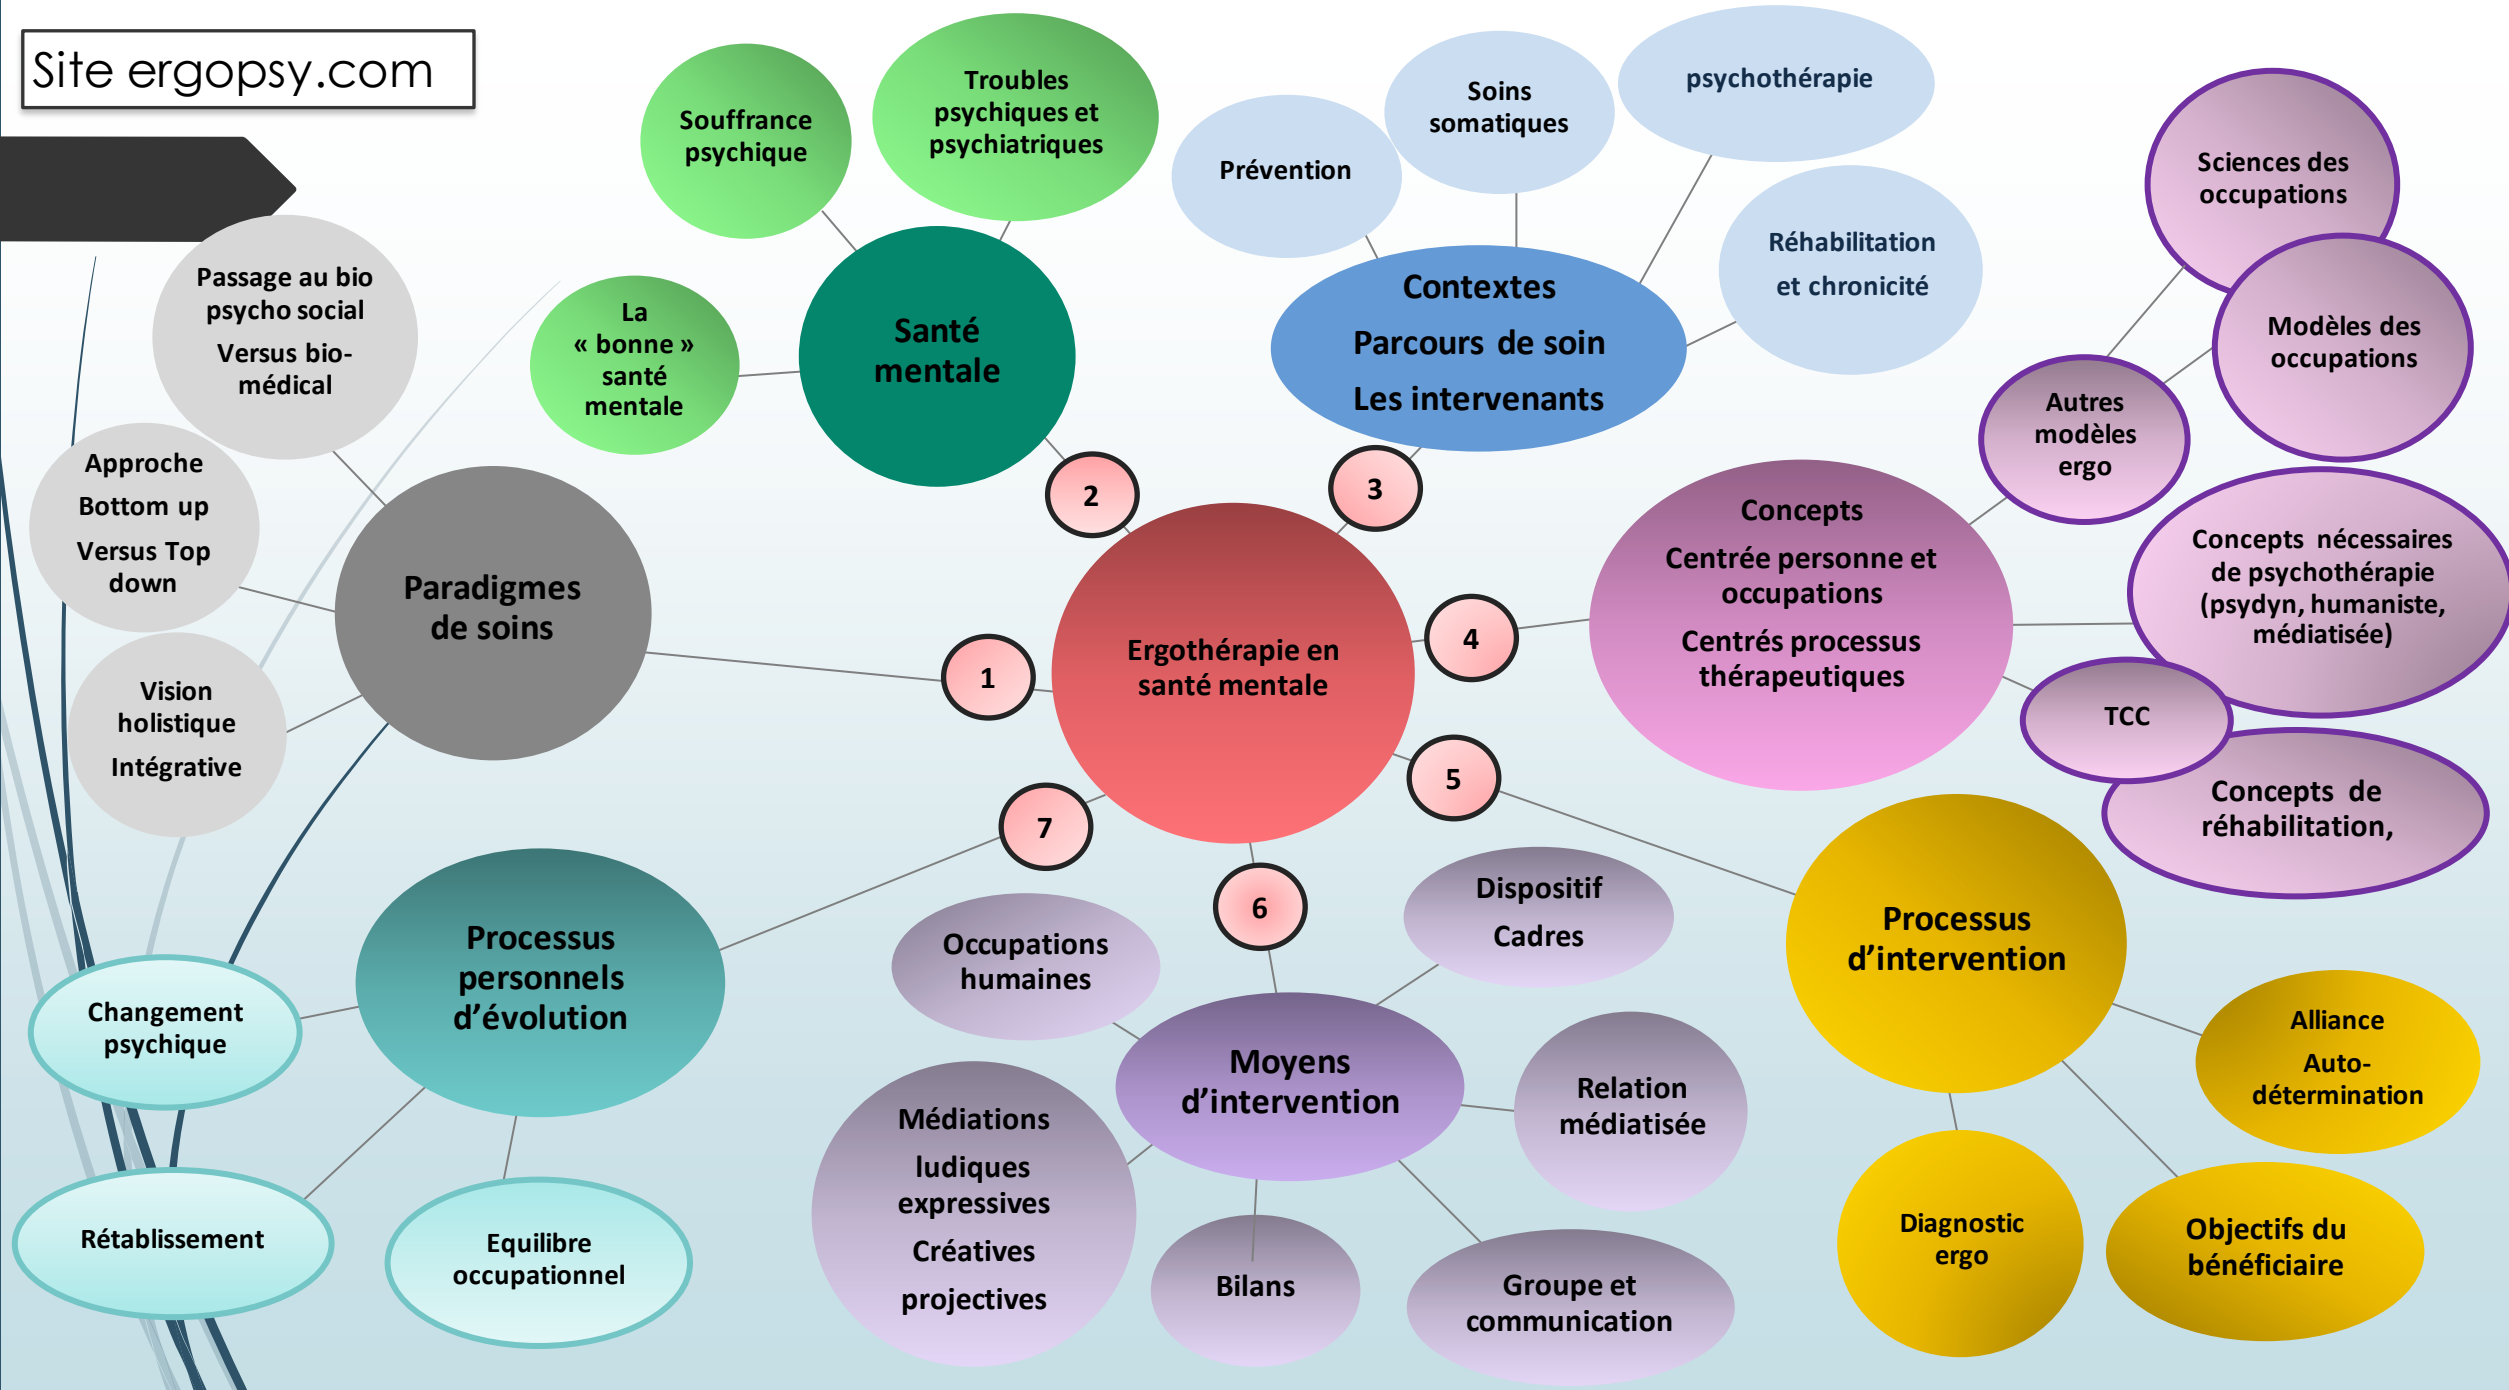 Site ergopsy.com
Souffrance
psychique
Troubles
psychiques et
psychiatriques
La
« bonne »
santé
mentale
Santé
mentale
Prévention
Soins
somatiques
psychothérapie
Réhabilitation
et chronicité
Contextes
Parcours de soin
Les intervenants
Sciences des
occupations
Modèles des
occupations
Autres
modèles
ergo
Concepts nécessaires
de psychothérapie
(psydyn, humaniste,
médiatisée)
TCC
Concepts de
réhabilitation,
Concepts
Centrée personne et
occupations
Centrés processus
thérapeutiques
Passage au bio
psycho social
Versus bio-
médical
Approche
Bottom up
Versus Top
down
Vision
holistique
Intégrative
Paradigmes
de soins
1
2
3
4
5
6
7
Ergothérapie en
santé mentale
Processus
personnels
d’évolution
Changement
psychique
Rétablissement
Equilibre
occupationnel
Occupations
humaines
Dispositif
Cadres
Moyens
d’intervention
Relation
médiatisée
Médiations
ludiques
expressives
Créatives
projectives
Bilans
Groupe et
communication
Processus
d’intervention
Alliance
Auto-
détermination
Diagnostic
ergo
Objectifs du
bénéficiaire